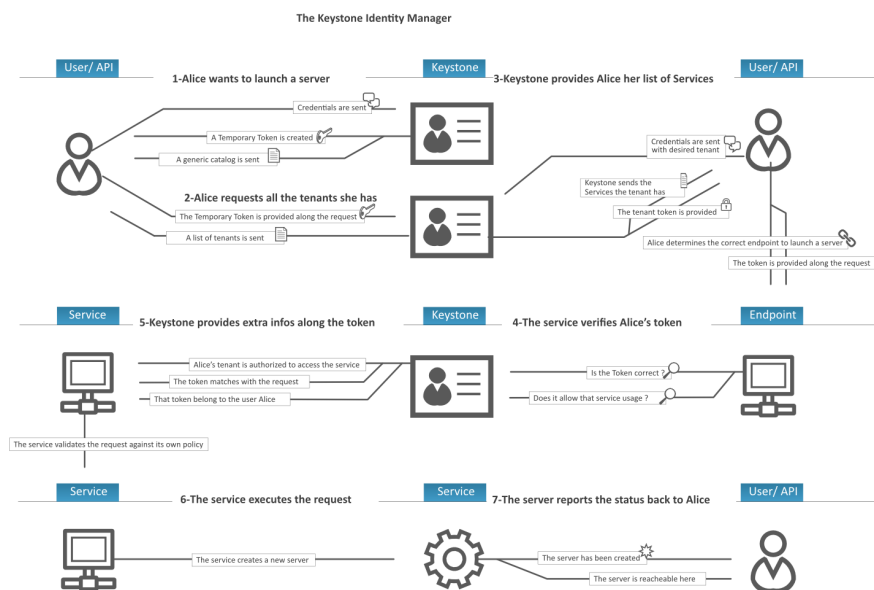 The Keystone Identity Manager
User/ API
Keystone
User/ API
1-Alice wants to launch a server
3-Keystone provides Alice her list of Services
Credentials are sent
A Temporary Token is created
A generic catalog is sent
Credentials are sent
with desired tenant
Keystone sends the
Services the tenant has
2-Alice requests all the tenants she has
The Temporary Token is provided along the request
The tenant token is provided
A list of tenants is sent
Alice determines the correct endpoint to launch a server
The token is provided along the request
Service
Keystone
Endpoint
5-Keystone provides extra infos along the token
4-The service verifies Alice's token
Alice's tenant is authorized to access the service
The token matches with the request
That token belong to the user Alice
Is the Token correct ?
Does it allow that service usage ?
The service validates the request against its own policy
Service
Service
User/ API
6-The service executes the request
7-The server reports the status back to Alice
The service creates a new server
The server has been created
The server is reacheable here